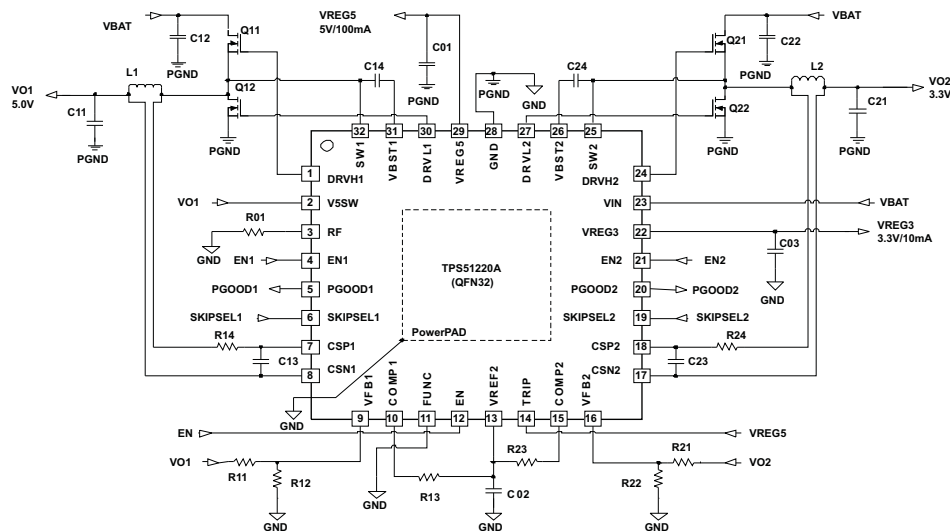 VBAT
C12
Q11
PGND
VREG5
5V/100mA
C01
PGND
PGND
GND
Q21
VBAT
C22
PGND
L1
C14
C24
L2
VO1
5.0V
C11
PGND
Q12
PGND
Q22
PGND
VO2
3.3V
C21
PGND
32 31 30 29 28 27 26 25
SW1 VBST1 DRVL1 VREG5 GND DRVL2 VBST2 SW2
1 DRVH1
DRVH2 24
VO1 2 V5SW
VIN 23 VBAT
R01
GND
3 RF
VREG3 22
VREG3
3.3V/10mA
C03
GND
EN1 4 EN1
EN2 21 EN2
TPS51220A
(QFN32)
PGOOD1 5 PGOOD1
PGOOD2 20 PGOOD2
SKIPSEL1 6 SKIPSEL1
SKIPSEL2 19 SKIPSEL2
PowerPAD
R14
7 CSP1
CSP2 18
R24
C13
8 CSN1
CSN2 17
C23
GND
VFB1 COMP1 FUNC EN VREF2 TRIP COMP2 VFB2
9 10 11 12 13 14 15 16
EN
VREG5
VO1
R11
R12
GND
GND
R13
R23
C02
GND
R21
R22
GND
VO2